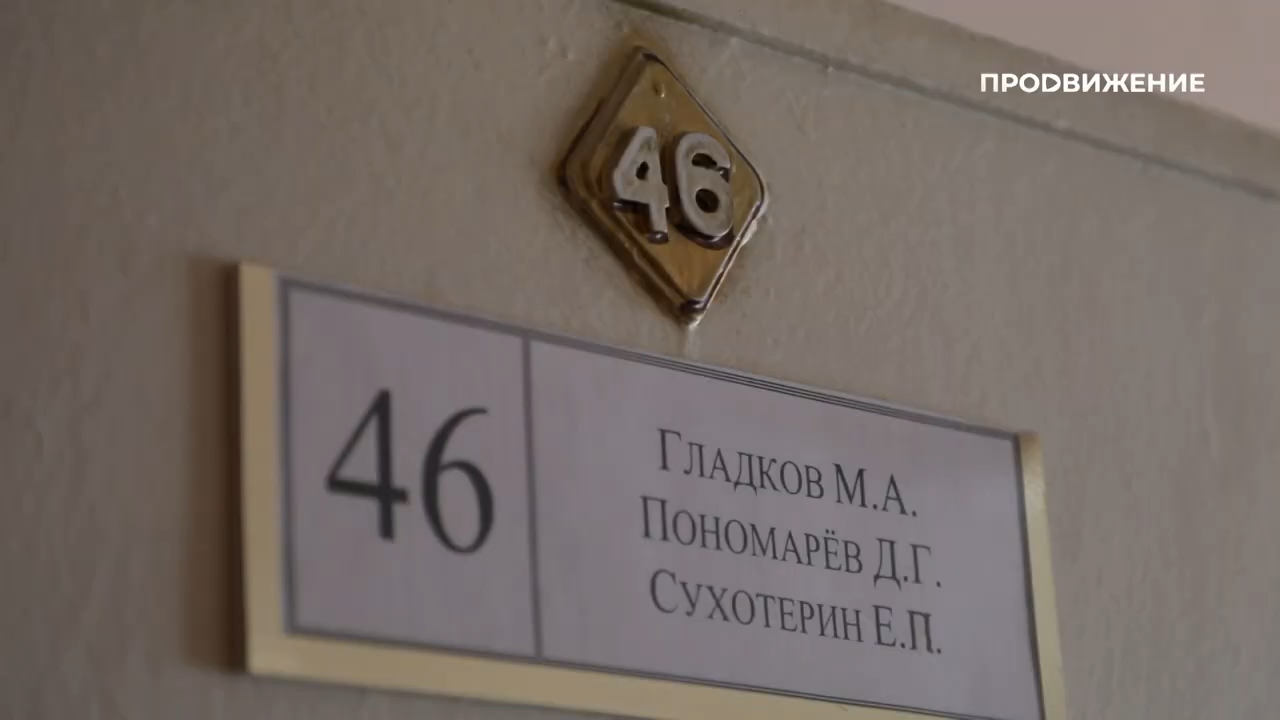 ПРОДВИЖЕНИЕ
46
46
Гладков М.А.
Пономарёв Д.Г.
Сухотерин Е.П.